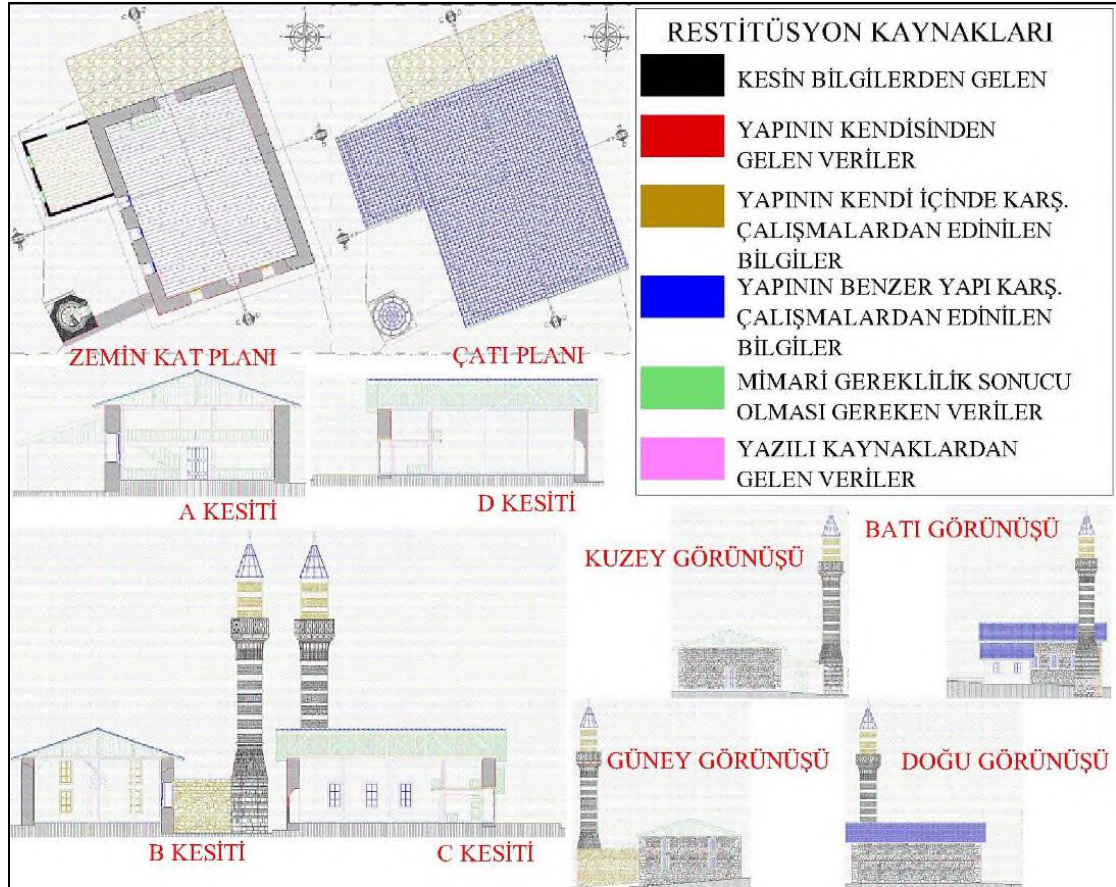 RESTİTÜSYON KAYNAKLARI
KESİN BİLGİLERDEN GELEN
YAPININ KENDİSİNDEN
GELEN VERİLER
YAPININ KENDİ İÇİNDE KARŞ.
ÇALIŞMALARDAN EDİNİLEN
BİLGİLER
YAPININ BENZER YAPI KARŞ.
ÇALIŞMALARDAN EDİNİLEN
BİLGİLER
MİMARİ GEREKLİLİK SONUCU
OLMASI GEREKEN VERİLER
YAZILI KAYNAKLARDAN
GELEN VERİLER
ZEMİN KAT PLANI
ÇATI PLANI
A KESİTİ
D KESİTİ
KUZEY GÖRÜNÜŞÜ
BATI GÖRÜNÜŞÜ
GÜNEY GÖRÜNÜŞÜ
DOĞU GÖRÜNÜŞÜ
B KESİTİ
C KESİTİ